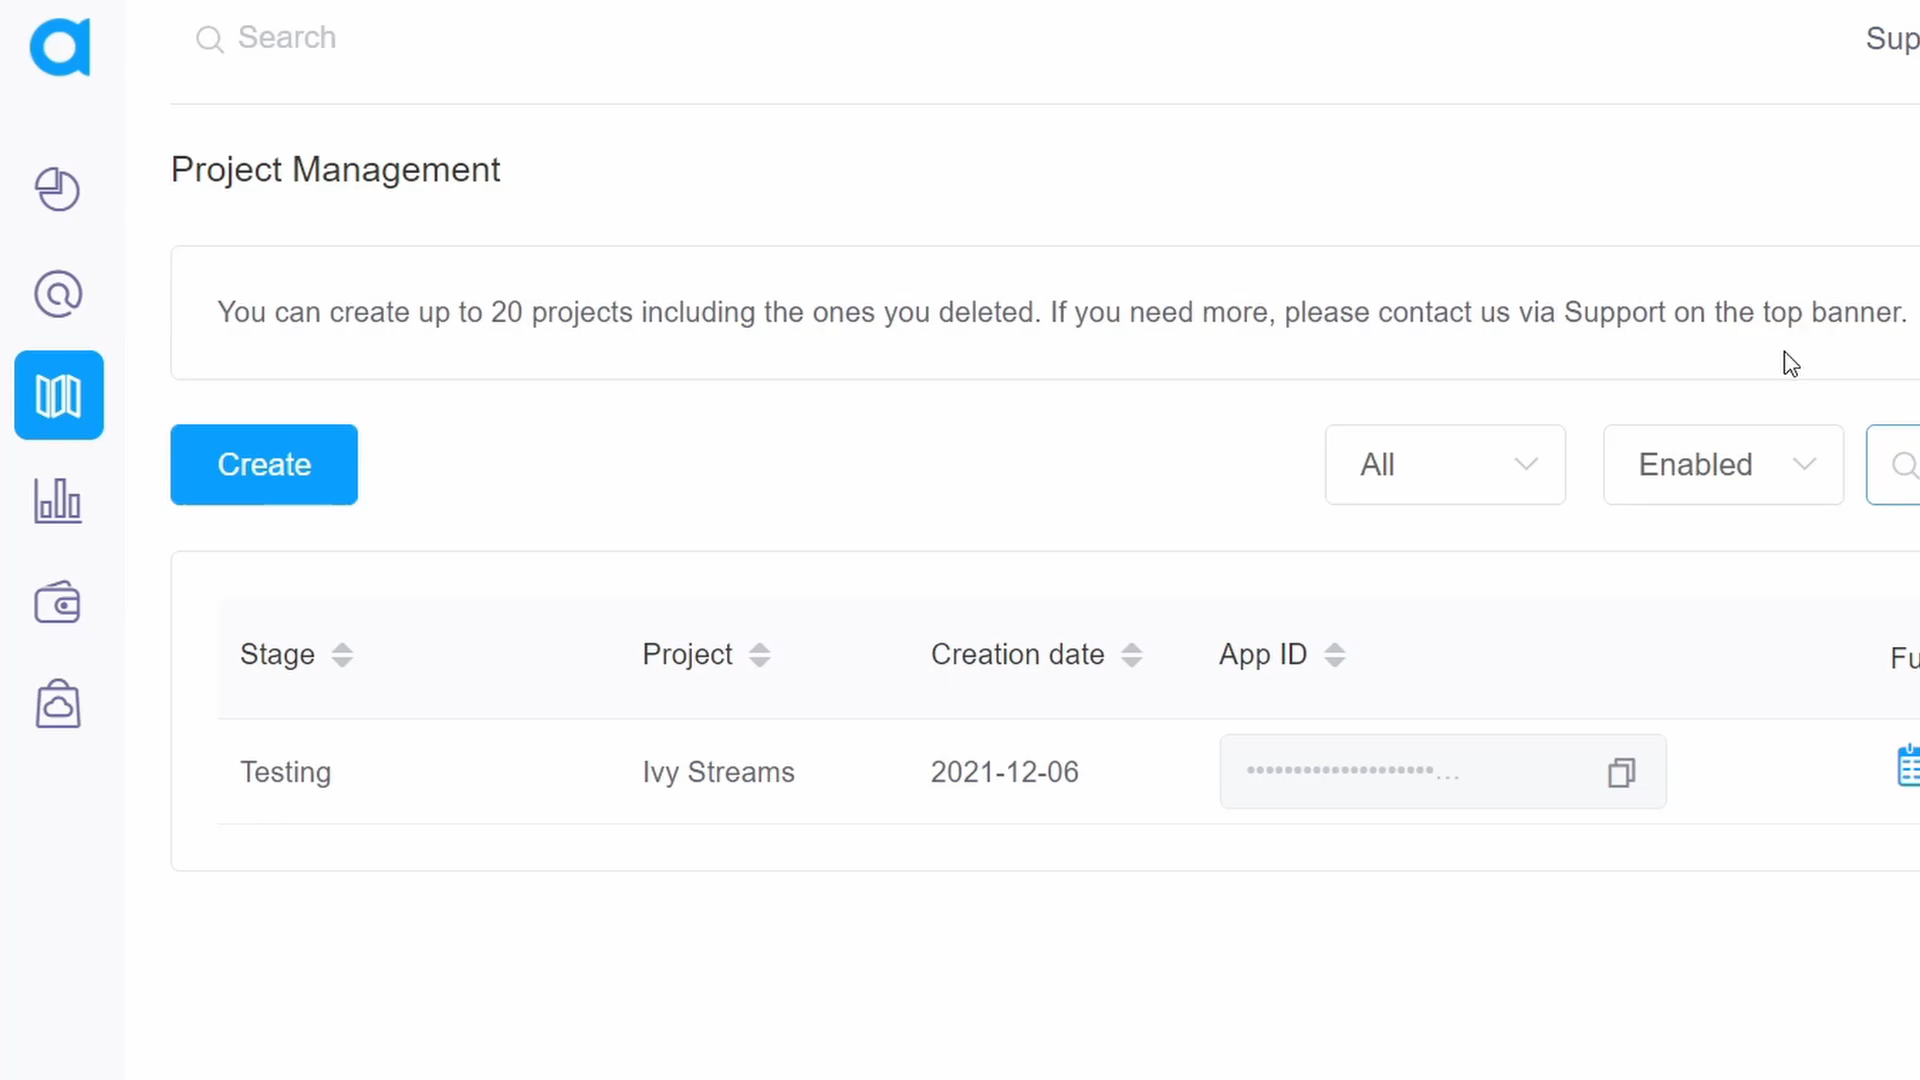 Search
Project Management
You can create up to 20 projects including the ones you deleted. If you need more, please contact us via Support on the top banner.
Create
All
Enabled
Stage Project Creation date App ID
Testing Ivy Streams 2021-12-06 ••••••••••••••••••••...